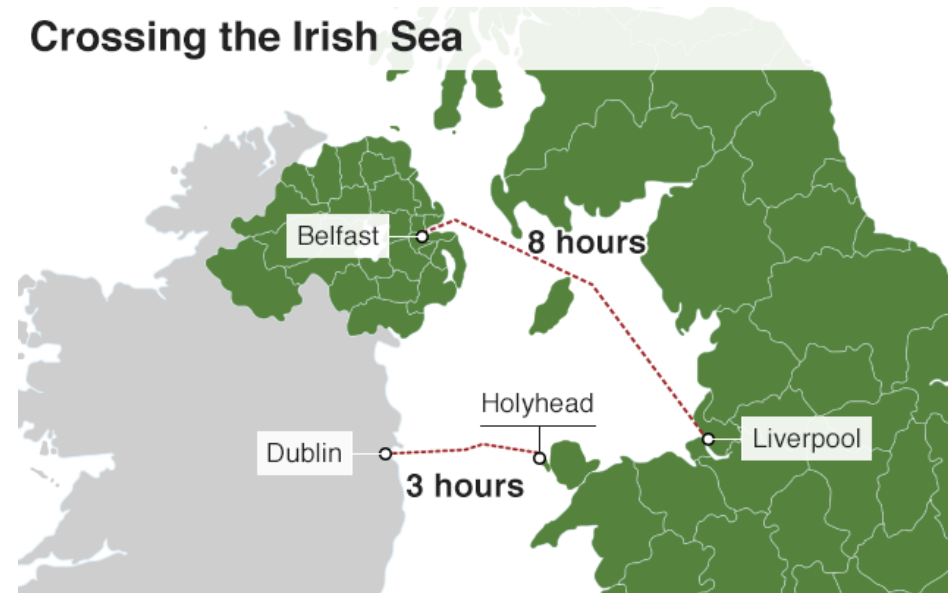 Crossing the Irish Sea
Belfast
8 hours
Holyhead
Liverpool
Dublin
3 hours